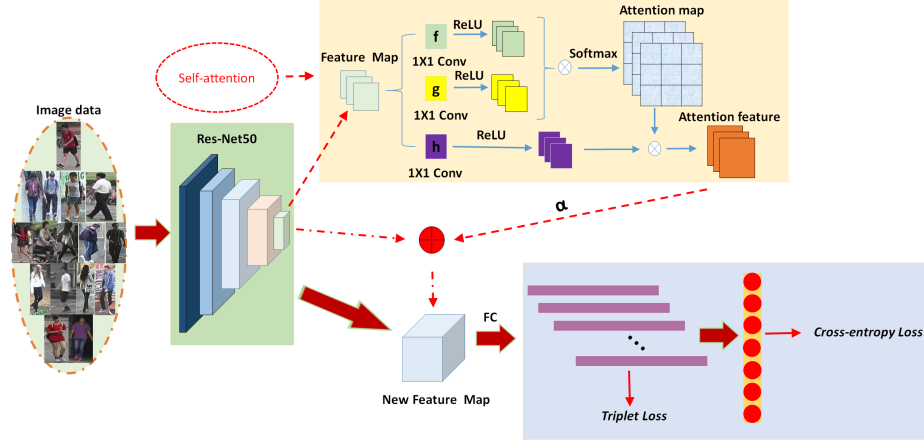 Attention map
ReLU
f
Feature Map
Softmax
1X1 Conv
Self-attention
ReLU
g
Image data
1X1 Conv
Attention feature
Res-Net50
ReLU
h
1X1 Conv
α
FC
Cross-entropy Loss
New Feature Map
Triplet Loss